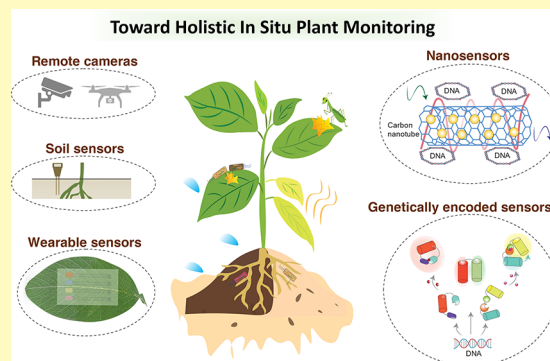 Toward Holistic In Situ Plant Monitoring
Remote cameras
Soil sensors
Wearable sensors
Nanosensors
DNA
DNA
Carbon
nanotube
DNA
DNA
Genetically encoded sensors
DNA